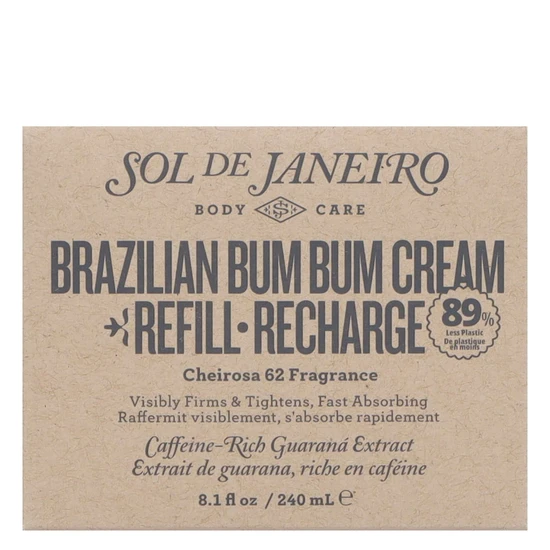 SOL DE JANEIRO
BODY CARE
BRAZILIAN BUM BUM CREAM
REFILL•RECHARGE
89%
Less Plastic
De plastique
en moins
Cheirosa 62 Fragrance
Visibly Firms & Tightens, Fast Absorbing
Raffermit visiblement, s'absorbe rapidement
Caffeine-Rich Guaraná Extract
Extrait de guarana, riche en caféine
8.1 fl oz / 240 mL ℮